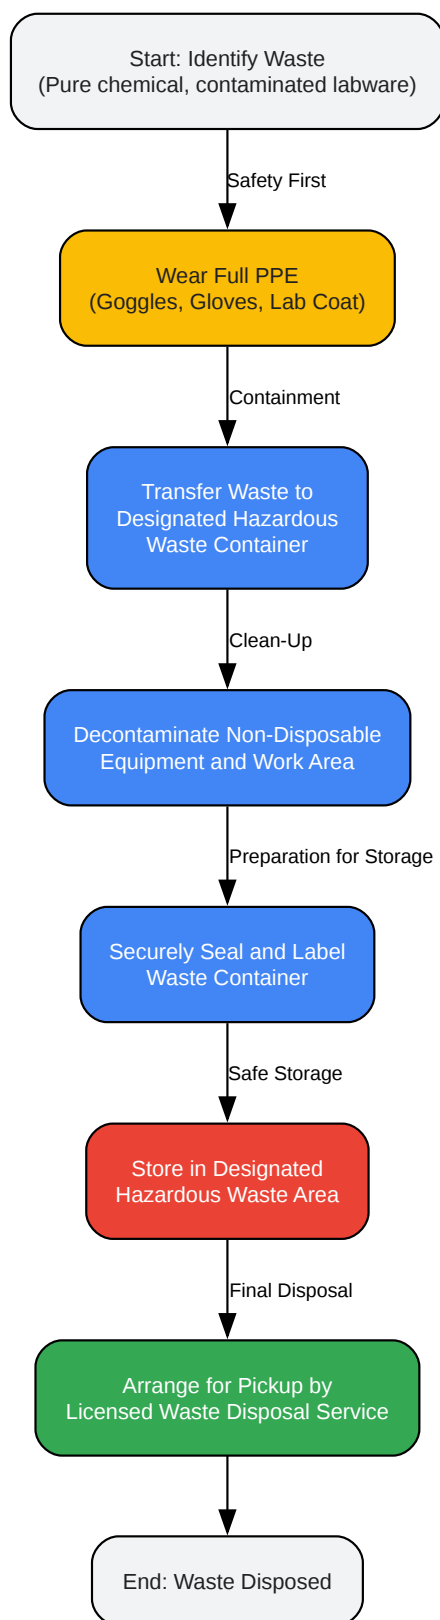 Start: Identify Waste
(Pure chemical, contaminated labware)
Safety First
Wear Full PPE
(Goggles, Gloves, Lab Coat)
Containment
Transfer Waste to
Designated Hazardous
Waste Container
Clean-Up
Decontaminate Non-Disposable
Equipment and Work Area
Preparation for Storage
Securely Seal and Label
Waste Container
Safe Storage
Store in Designated
Hazardous Waste Area
Final Disposal
Arrange for Pickup by
Licensed Waste Disposal Service
End: Waste Disposed